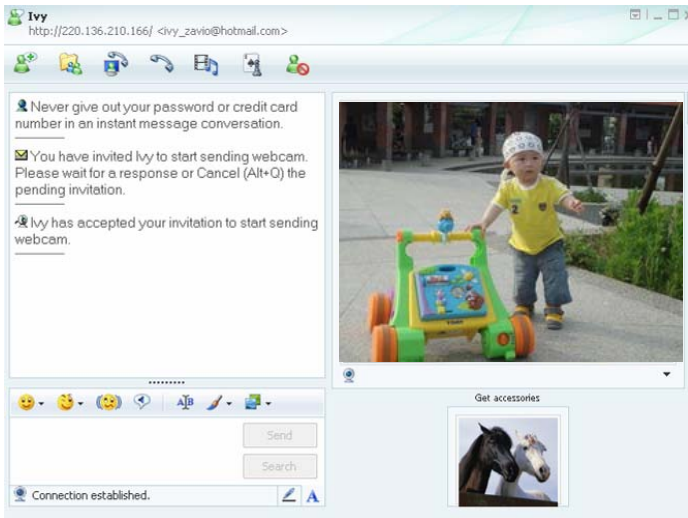 Ivy
http://220.136.210.166/ <ivy_zavio@hotmail.com>
Never give out your password or credit card
number in an instant message conversation.
You have invited Ivy to start sending webcam.
Please wait for a response or Cancel (Alt+Q) the
pending invitation.
Ivy has accepted your invitation to start sending
webcam.
Get accessories
Send
Search
Connection established.